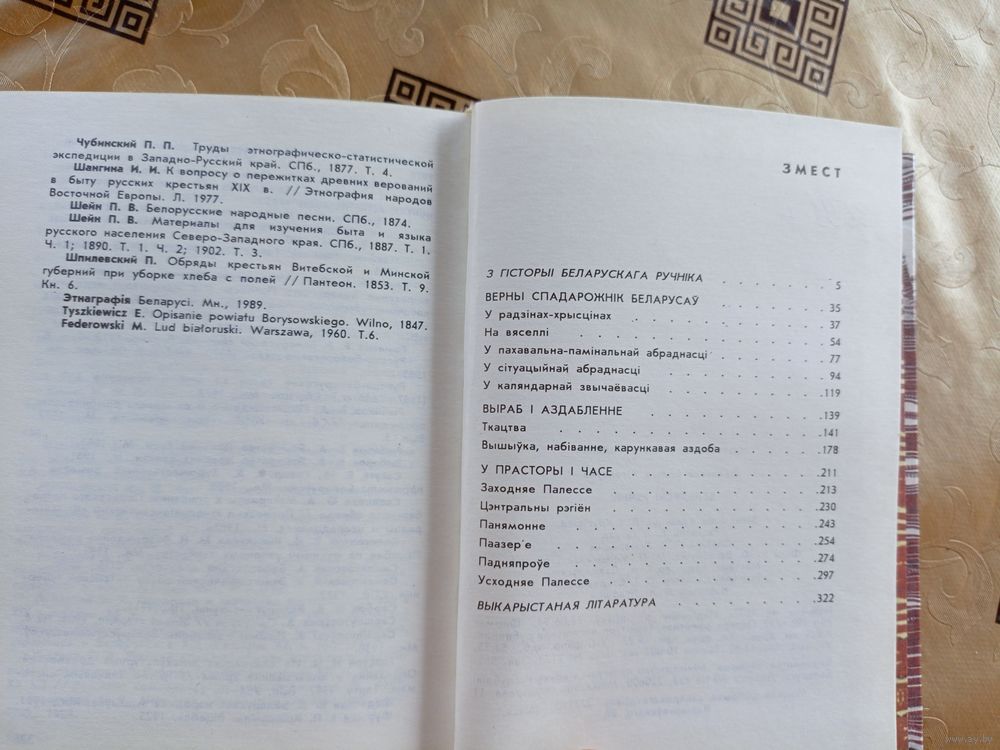 Чубинский П. П. Труды этнографическо-статистической
экспедиции в Западно-Русский край. СПб., 1877. Т. 4.
Шангина И. И. К вопросу о пережитках древних верований
в быту русских крестьян XIX в. // Этнография народов
Восточной Европы. Л. 1977.
Шейн П. В. Белорусские народные песни. СПб., 1874.
Шейн П. В. Материалы для изучения быта и языка
русского населения Северо-Западного края. СПб., 1887. Т. 1.
Ч. 1; 1890. Т. 1. Ч. 2; 1902. Т. 3.
Шпилевский П. Обряды крестьян Витебской и Минской
губерний при уборке хлеба с полей // Пантеон. 1853. Т. 9.
Кн. 6.
Этнаграфія Беларусі. Мн., 1989.
Tyszkiewicz E. Opisanie powiatu Borysowskiego. Wilno, 1847.
Federowski M. Lud białoruski. Warszawa, 1960. T.6.
ЗМЕСТ
З ГІСТОРЫІ БЕЛАРУСКАГА РУЧНІКА . . . . . . . 5
ВЕРНЫ СПАДАРОЖНІК БЕЛАРУСАЎ . . . . . . . 35
У радзінах-хрысцінах . . . . . . . . . . 37
На вяселлі . . . . . . . . . . . . . 54
У пахавальна-памінальнай абраднасці . . . . . . 77
У сітуацыйнай абраднасці . . . . . . . . . 94
У каляндарнай звычаёвасці . . . . . . . . .119
ВЫРАБ І АЗДАБЛЕННЕ . . . . . . . . . .139
Ткацтва . . . . . . . . . . . . .141
Вышыўка, набіванне, карункавая аздоба . . . . . .178
У ПРАСТОРЫ І ЧАСЕ . . . . . . . . . .211
Заходняе Палессе . . . . . . . . . . .213
Цэнтральны рэгіён . . . . . . . . . . .230
Панямонне . . . . . . . . . . . . .243
Паазер'е . . . . . . . . . . . . .254
Падняпроўе . . . . . . . . . . . .274
Усходняе Палессе . . . . . . . . . . .297
ВЫКАРЫСТАНАЯ ЛІТАРАТУРА . . . . . . . .322
www.ay.by